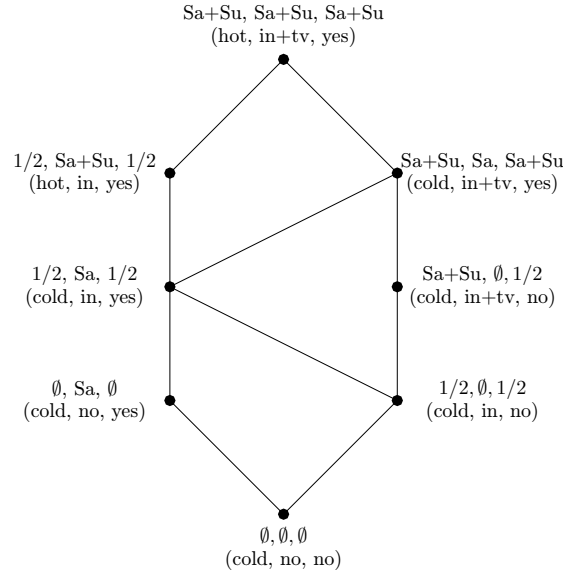 Sa+Su, Sa+Su, Sa+Su
(hot, in+tv, yes)
1/2, Sa+Su, 1/2
(hot, in, yes)
Sa+Su, Sa, Sa+Su
(cold, in+tv, yes)
1/2, Sa, 1/2
(cold, in, yes)
Sa+Su, ∅, 1/2
(cold, in+tv, no)
∅, Sa, ∅
(cold, no, yes)
1/2, ∅, 1/2
(cold, in, no)
∅, ∅, ∅
(cold, no, no)